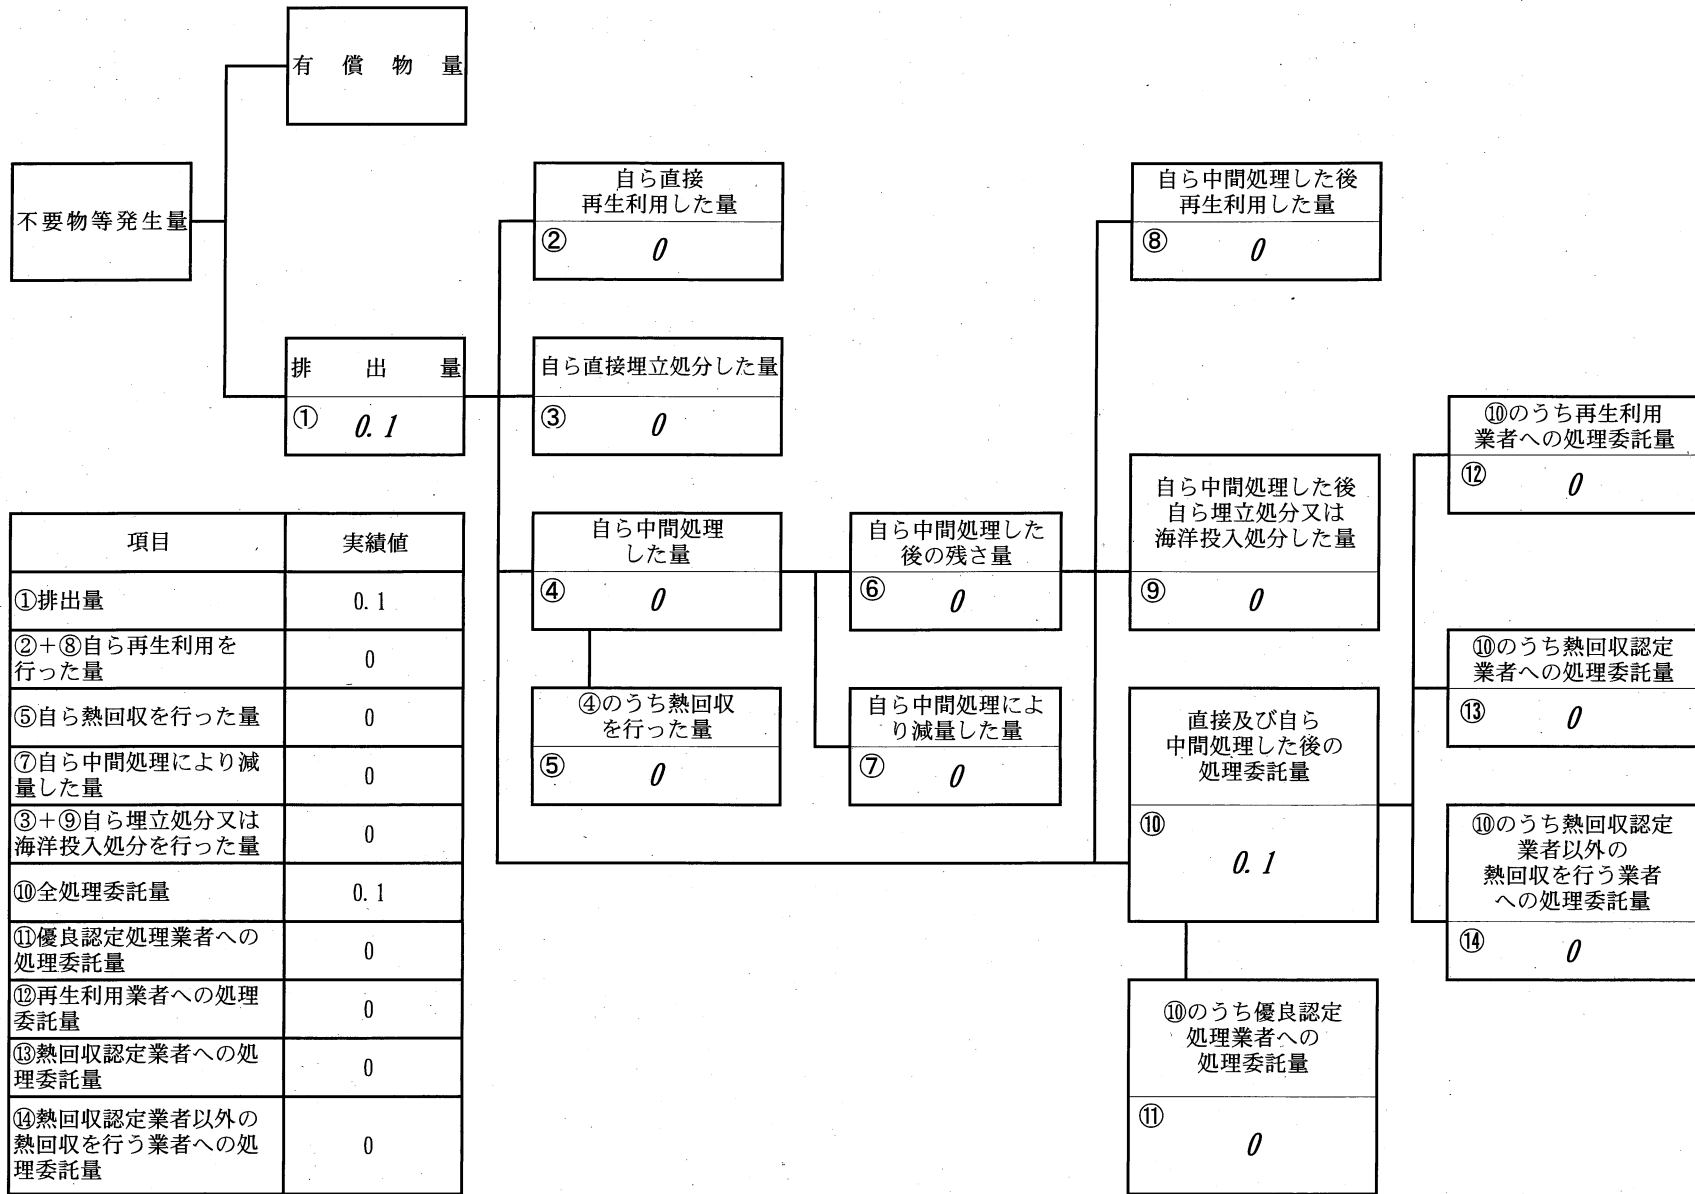 有償物量
不要物等発生量
自ら直接
再生利用した量
② 0
自ら中間処理した後
再生利用した量
⑧ 0
排出量
① 0.1
自ら直接埋立処分した量
③ 0
⑩のうち再生利用
業者への処理委託量
⑫ 0
自ら中間処理
した量
④ 0
自ら中間処理した
後の残さ量
⑥ 0
自ら中間処理した後
自ら埋立処分又は
海洋投入処分した量
⑨ 0
⑩のうち熱回収認定
業者への処理委託量
⑬ 0
④のうち熱回収
を行った量
⑤ 0
自ら中間処理によ
り減量した量
⑦ 0
直接及び自ら
中間処理した後の
処理委託量
⑩
0.1
⑩のうち熱回収認定
業者以外の
熱回収を行う業者
への処理委託量
⑭ 0
⑩のうち優良認定
処理業者への
処理委託量
⑪
0
項目 実績値
①排出量 0.1
②+⑧自ら再生利用を
行った量 0
⑤自ら熱回収を行った量 0
⑦自ら中間処理により減
量した量 0
③+⑨自ら埋立処分又は
海洋投入処分を行った量 0
⑩全処理委託量 0.1
⑪優良認定処理業者への
処理委託量 0
⑫再生利用業者への処理
委託量 0
⑬熱回収認定業者への処
理委託量 0
⑭熱回収認定業者以外の
熱回収を行う業者への処
理委託量 0